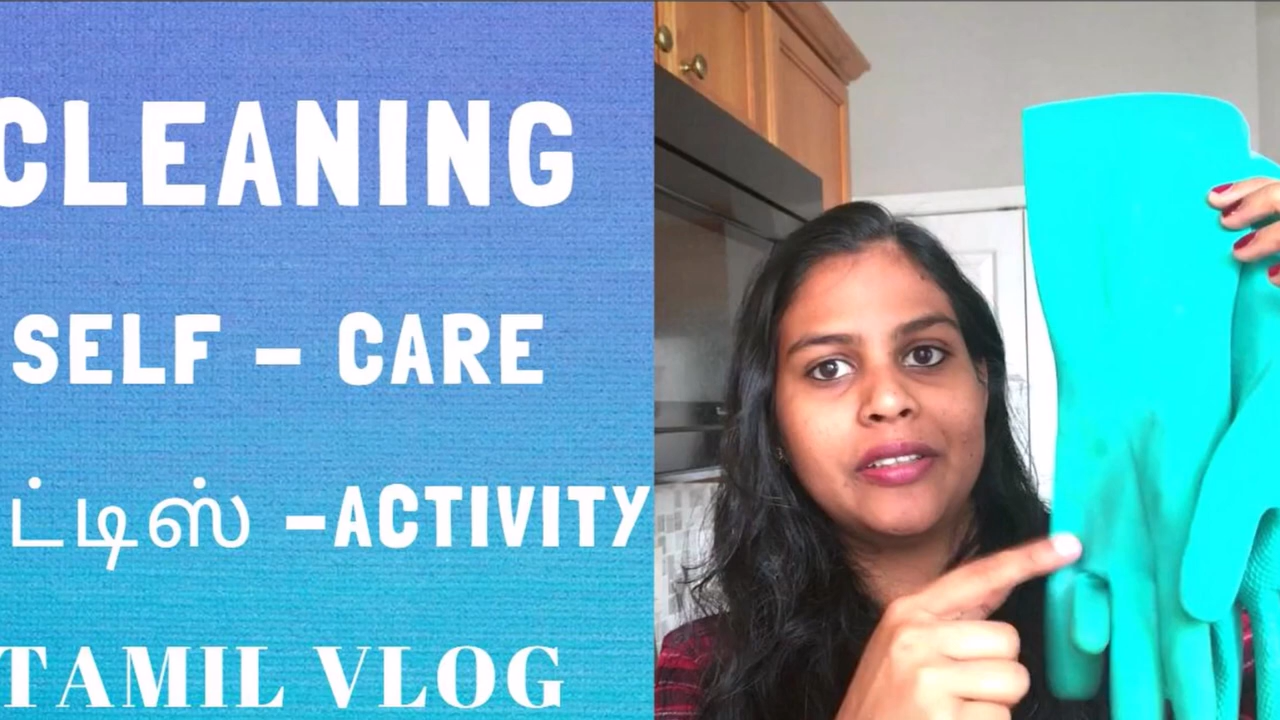 CLEANING
SELF - CARE
ட்டிஸ் -ACTIVITY
TAMIL VLOG